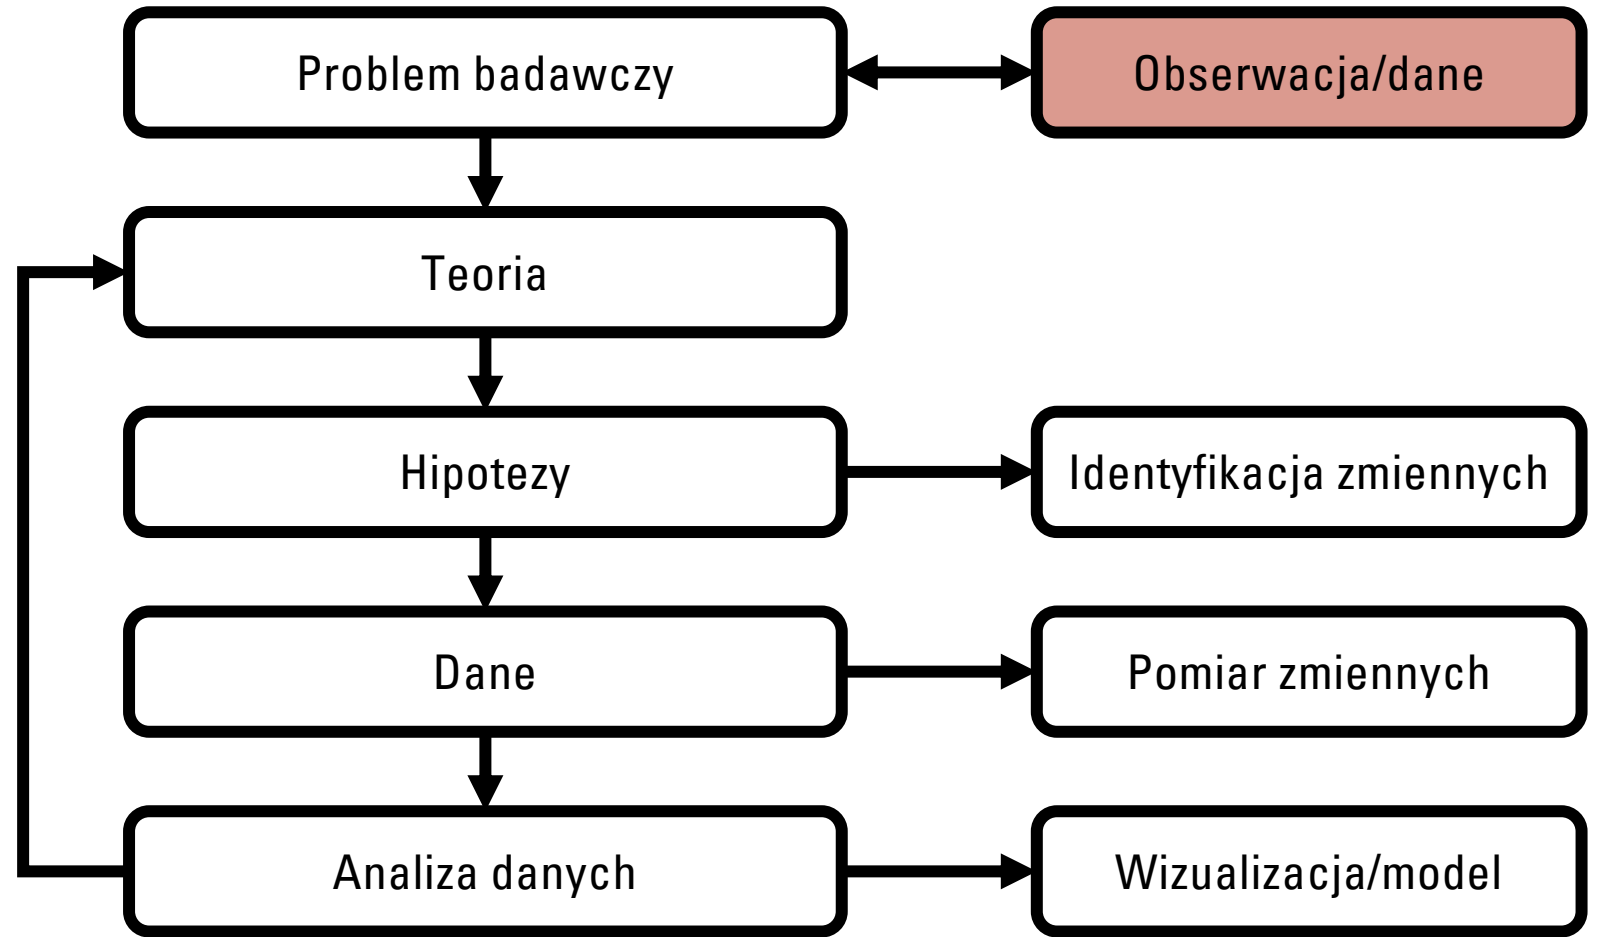 Problem badawczy
Obserwacja/dane
Teoria
Hipotezy
Identyfikacja zmiennych
Dane
Pomiar zmiennych
Analiza danych
Wizualizacja/model